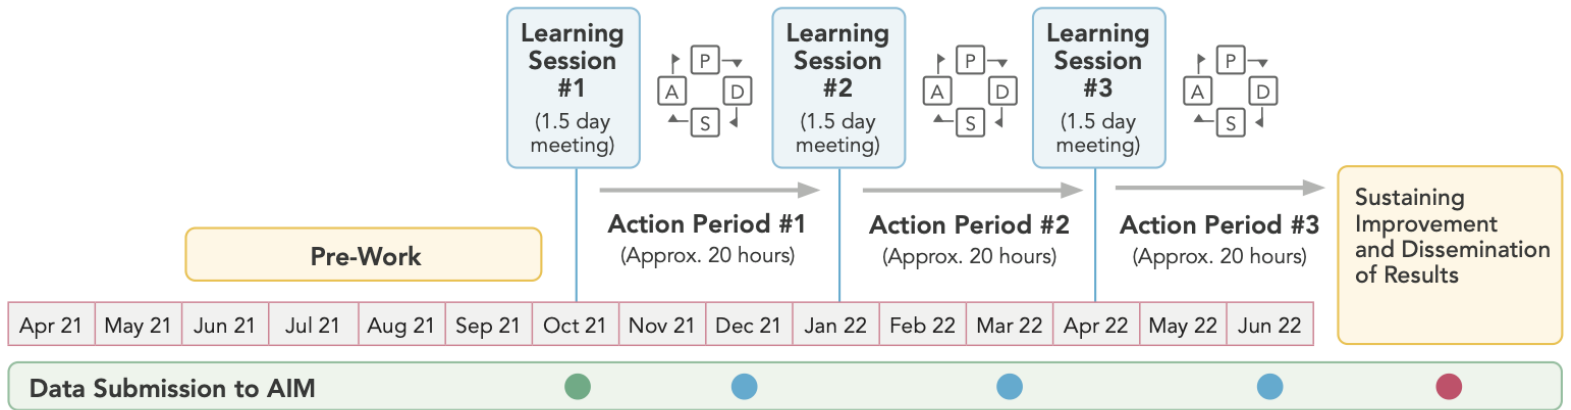 Learning
Session
#1
(1.5 day
meeting)
P
A
D
S
Learning
Session
#2
(1.5 day
meeting)
P
A
D
S
Learning
Session
#3
(1.5 day
meeting)
P
A
D
S
Pre-Work
Action Period #1
(Approx. 20 hours)
Action Period #2
(Approx. 20 hours)
Action Period #3
(Approx. 20 hours)
Sustaining
Improvement
and Dissemination
of Results
Apr 21 May 21 Jun 21 Jul 21 Aug 21 Sep 21 Oct 21 Nov 21 Dec 21 Jan 22 Feb 22 Mar 22 Apr 22 May 22 Jun 22
Data Submission to AIM